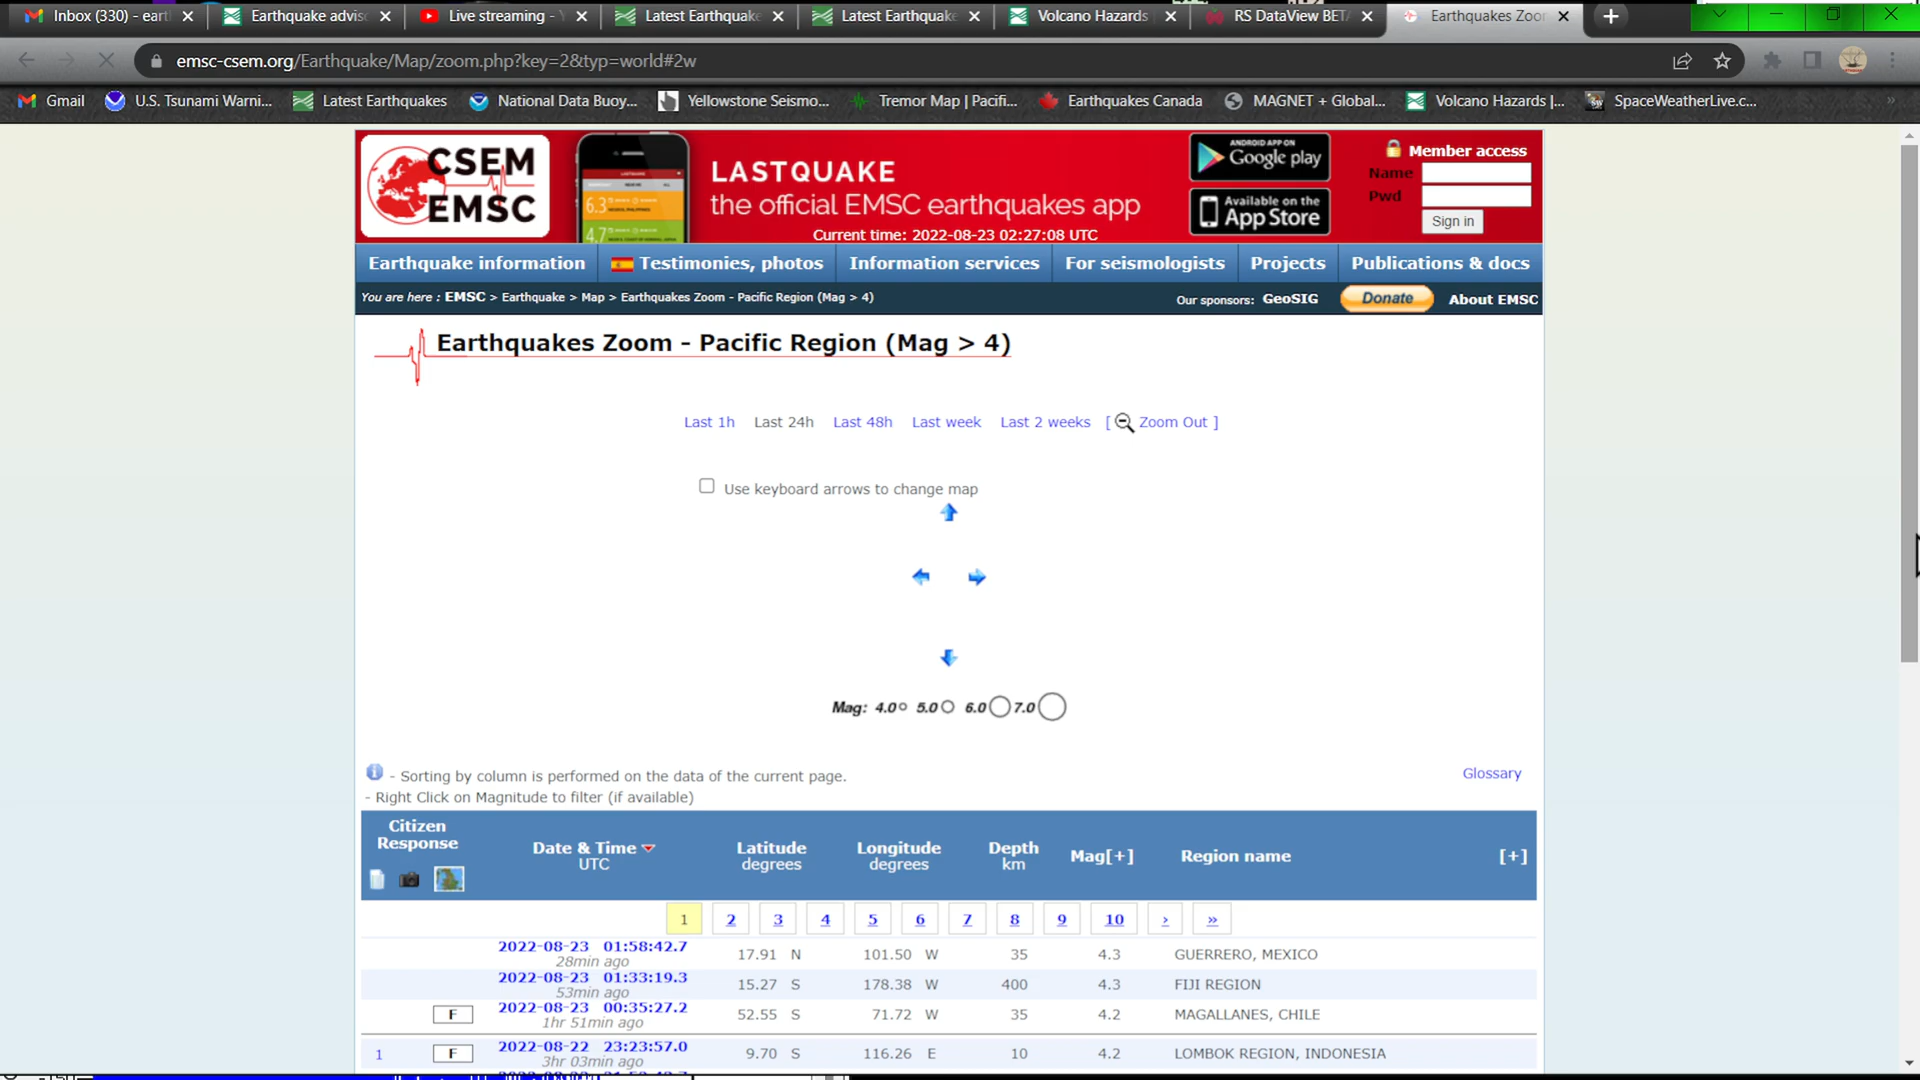 Inbox (330) - eart
Earthquake advis
Live streaming - Y
Latest Earthquake
Latest Earthquake
Volcano Hazards
RS DataView BETA
Earthquakes Zoo
emsc-csem.org/Earthquake/Map/zoom.php?key=2&typ=world#2w
Gmail
U.S. Tsunami Warni...
Latest Earthquakes
National Data Buoy...
Yellowstone Seismo...
Tremor Map | Pacifi...
Earthquakes Canada
MAGNET + Global...
Volcano Hazards |...
SpaceWeatherLive.c...
»
CSEM
EMSC
LASTQUAKE
6.3
4.7
LASTQUAKE
the official EMSC earthquakes app
Current time: 2022-08-23 02:27:08 UTC
ANDROID APP ON
Google play
Available on the
App Store
Member access
Name
Pwd
Sign in
Earthquake information
Testimonies, photos
Information services
For seismologists
Projects
Publications & docs
You are here : EMSC > Earthquake > Map > Earthquakes Zoom - Pacific Region (Mag > 4)
Our sponsors: GeoSIG
Donate
About EMSC
Earthquakes Zoom - Pacific Region (Mag > 4)
Last 1h Last 24h Last 48h Last week Last 2 weeks [ Zoom Out ]
Use keyboard arrows to change map
Mag: 4.0 5.0 6.0 7.0
- Sorting by column is performed on the data of the current page.
Glossary
- Right Click on Magnitude to filter (if available)
Citizen
Response
Date & Time
UTC
Latitude
degrees
Longitude
degrees
Depth
km
Mag[+]
Region name
[+]
1 2 3 4 5 6 7 8 9 10 › »
2022-08-23 01:58:42.7
28min ago
17.91 N 101.50 W 35 4.3 GUERRERO, MEXICO
2022-08-23 01:33:19.3
53min ago
15.27 S 178.38 W 400 4.3 FIJI REGION
F
2022-08-23 00:35:27.2
1hr 51min ago
52.55 S 71.72 W 35 4.2 MAGALLANES, CHILE
1 F
2022-08-22 23:23:57.0
3hr 03min ago
9.70 S 116.26 E 10 4.2 LOMBOK REGION, INDONESIA